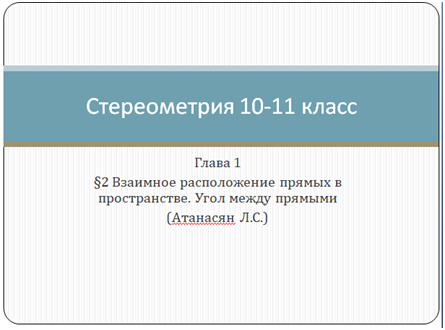 Стереометрия 10-11 класс
Глава 1
§2 Взаимное расположение прямых в
пространстве. Угол между прямыми
(Атанасян Л.С.)